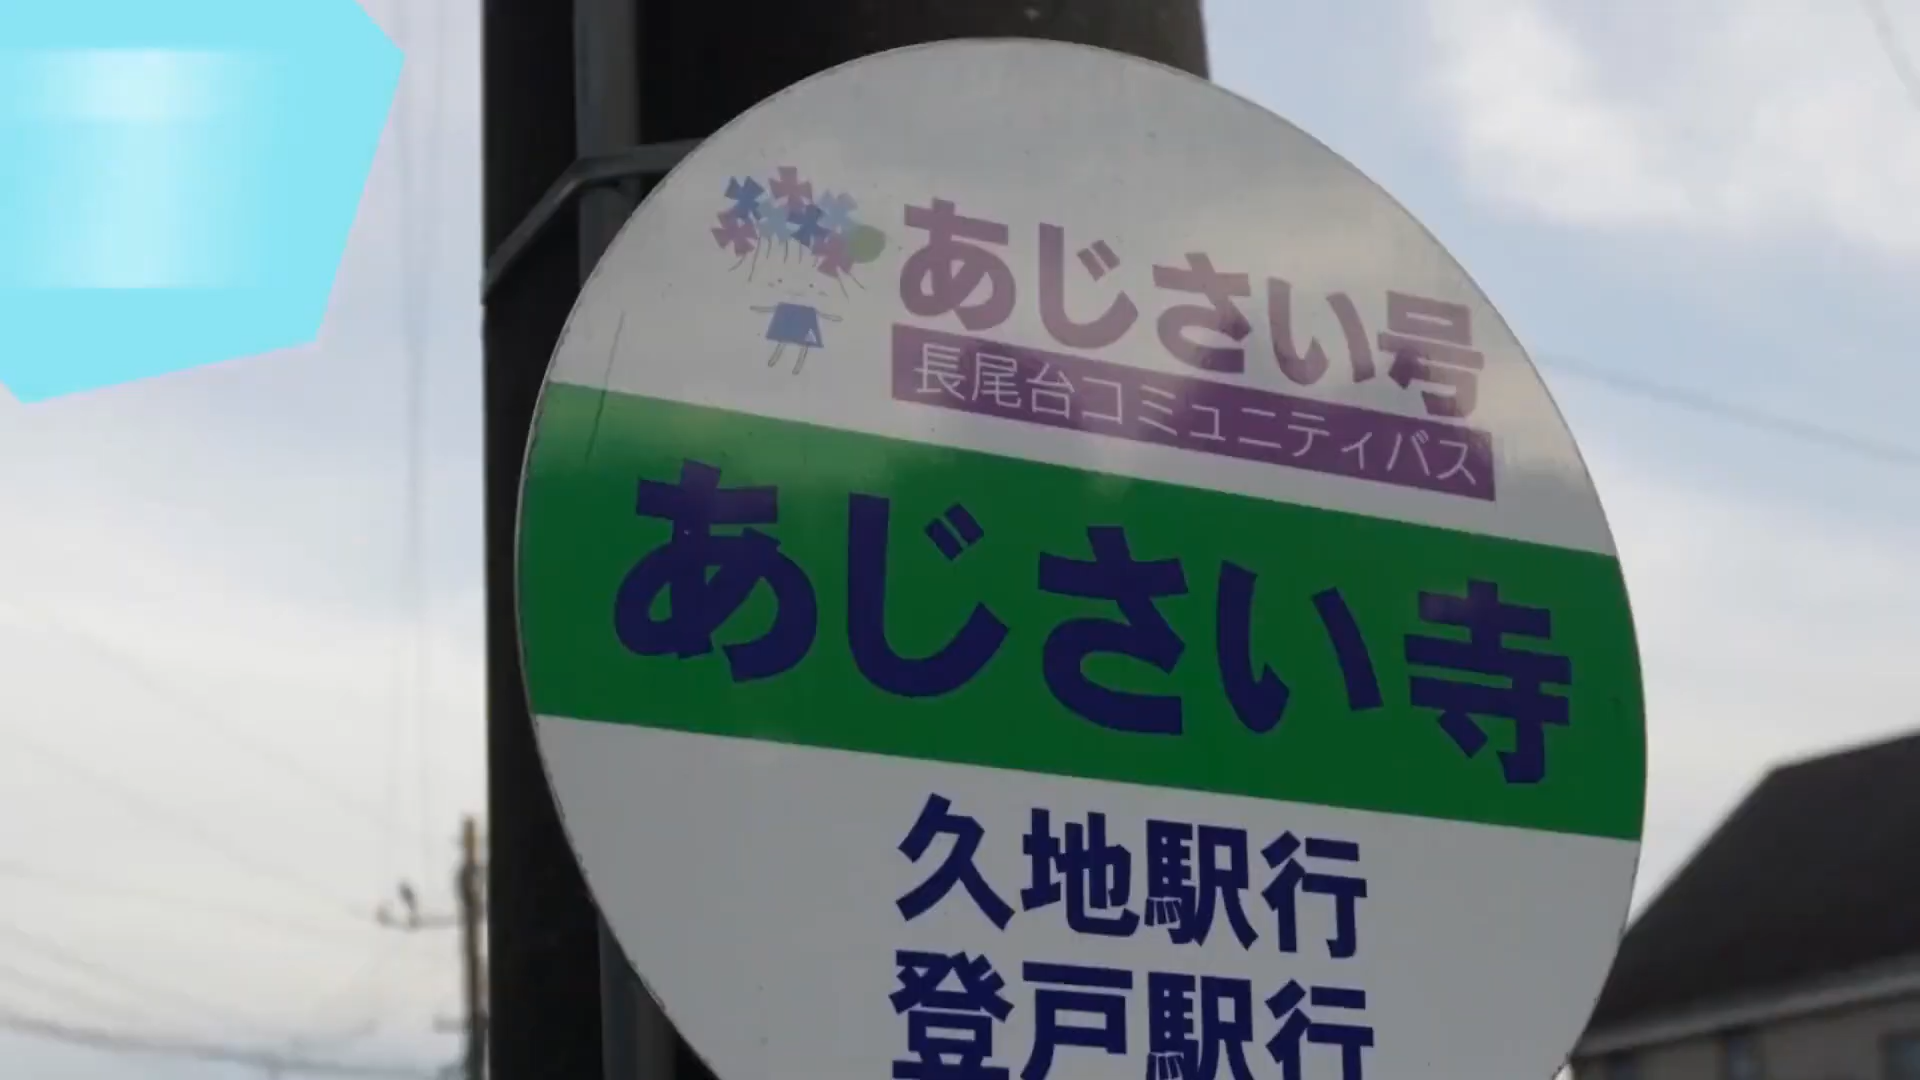 あじさい号
長尾台コミュニティバス
あじさい寺
久地駅行
登戸駅行